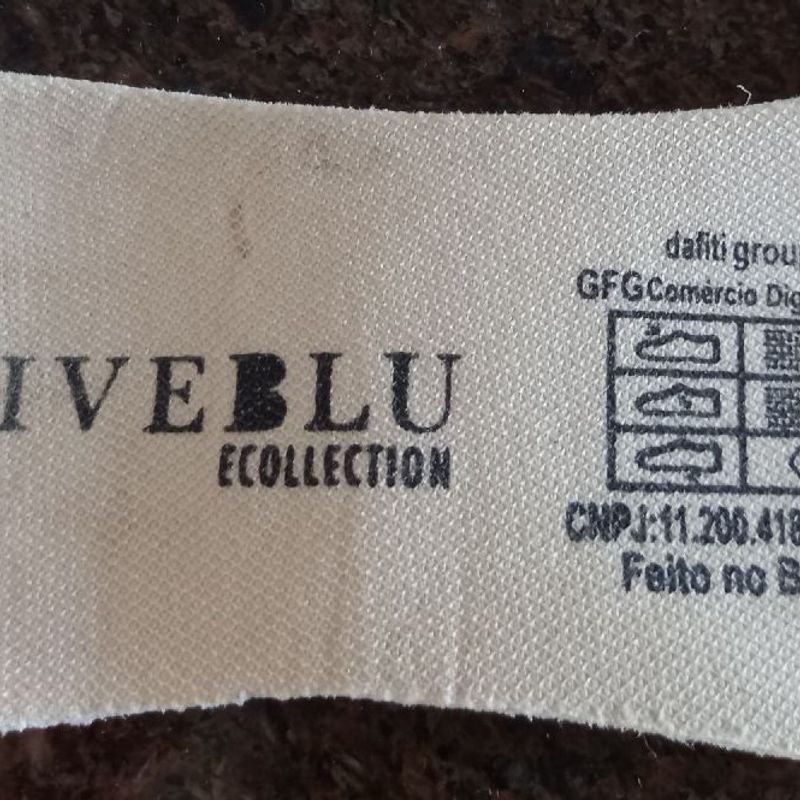 IVEBLU
ECOLLECTION
dafiti grou
GFG Comércio Dig
CNPJ:11.200.418
Feito no B